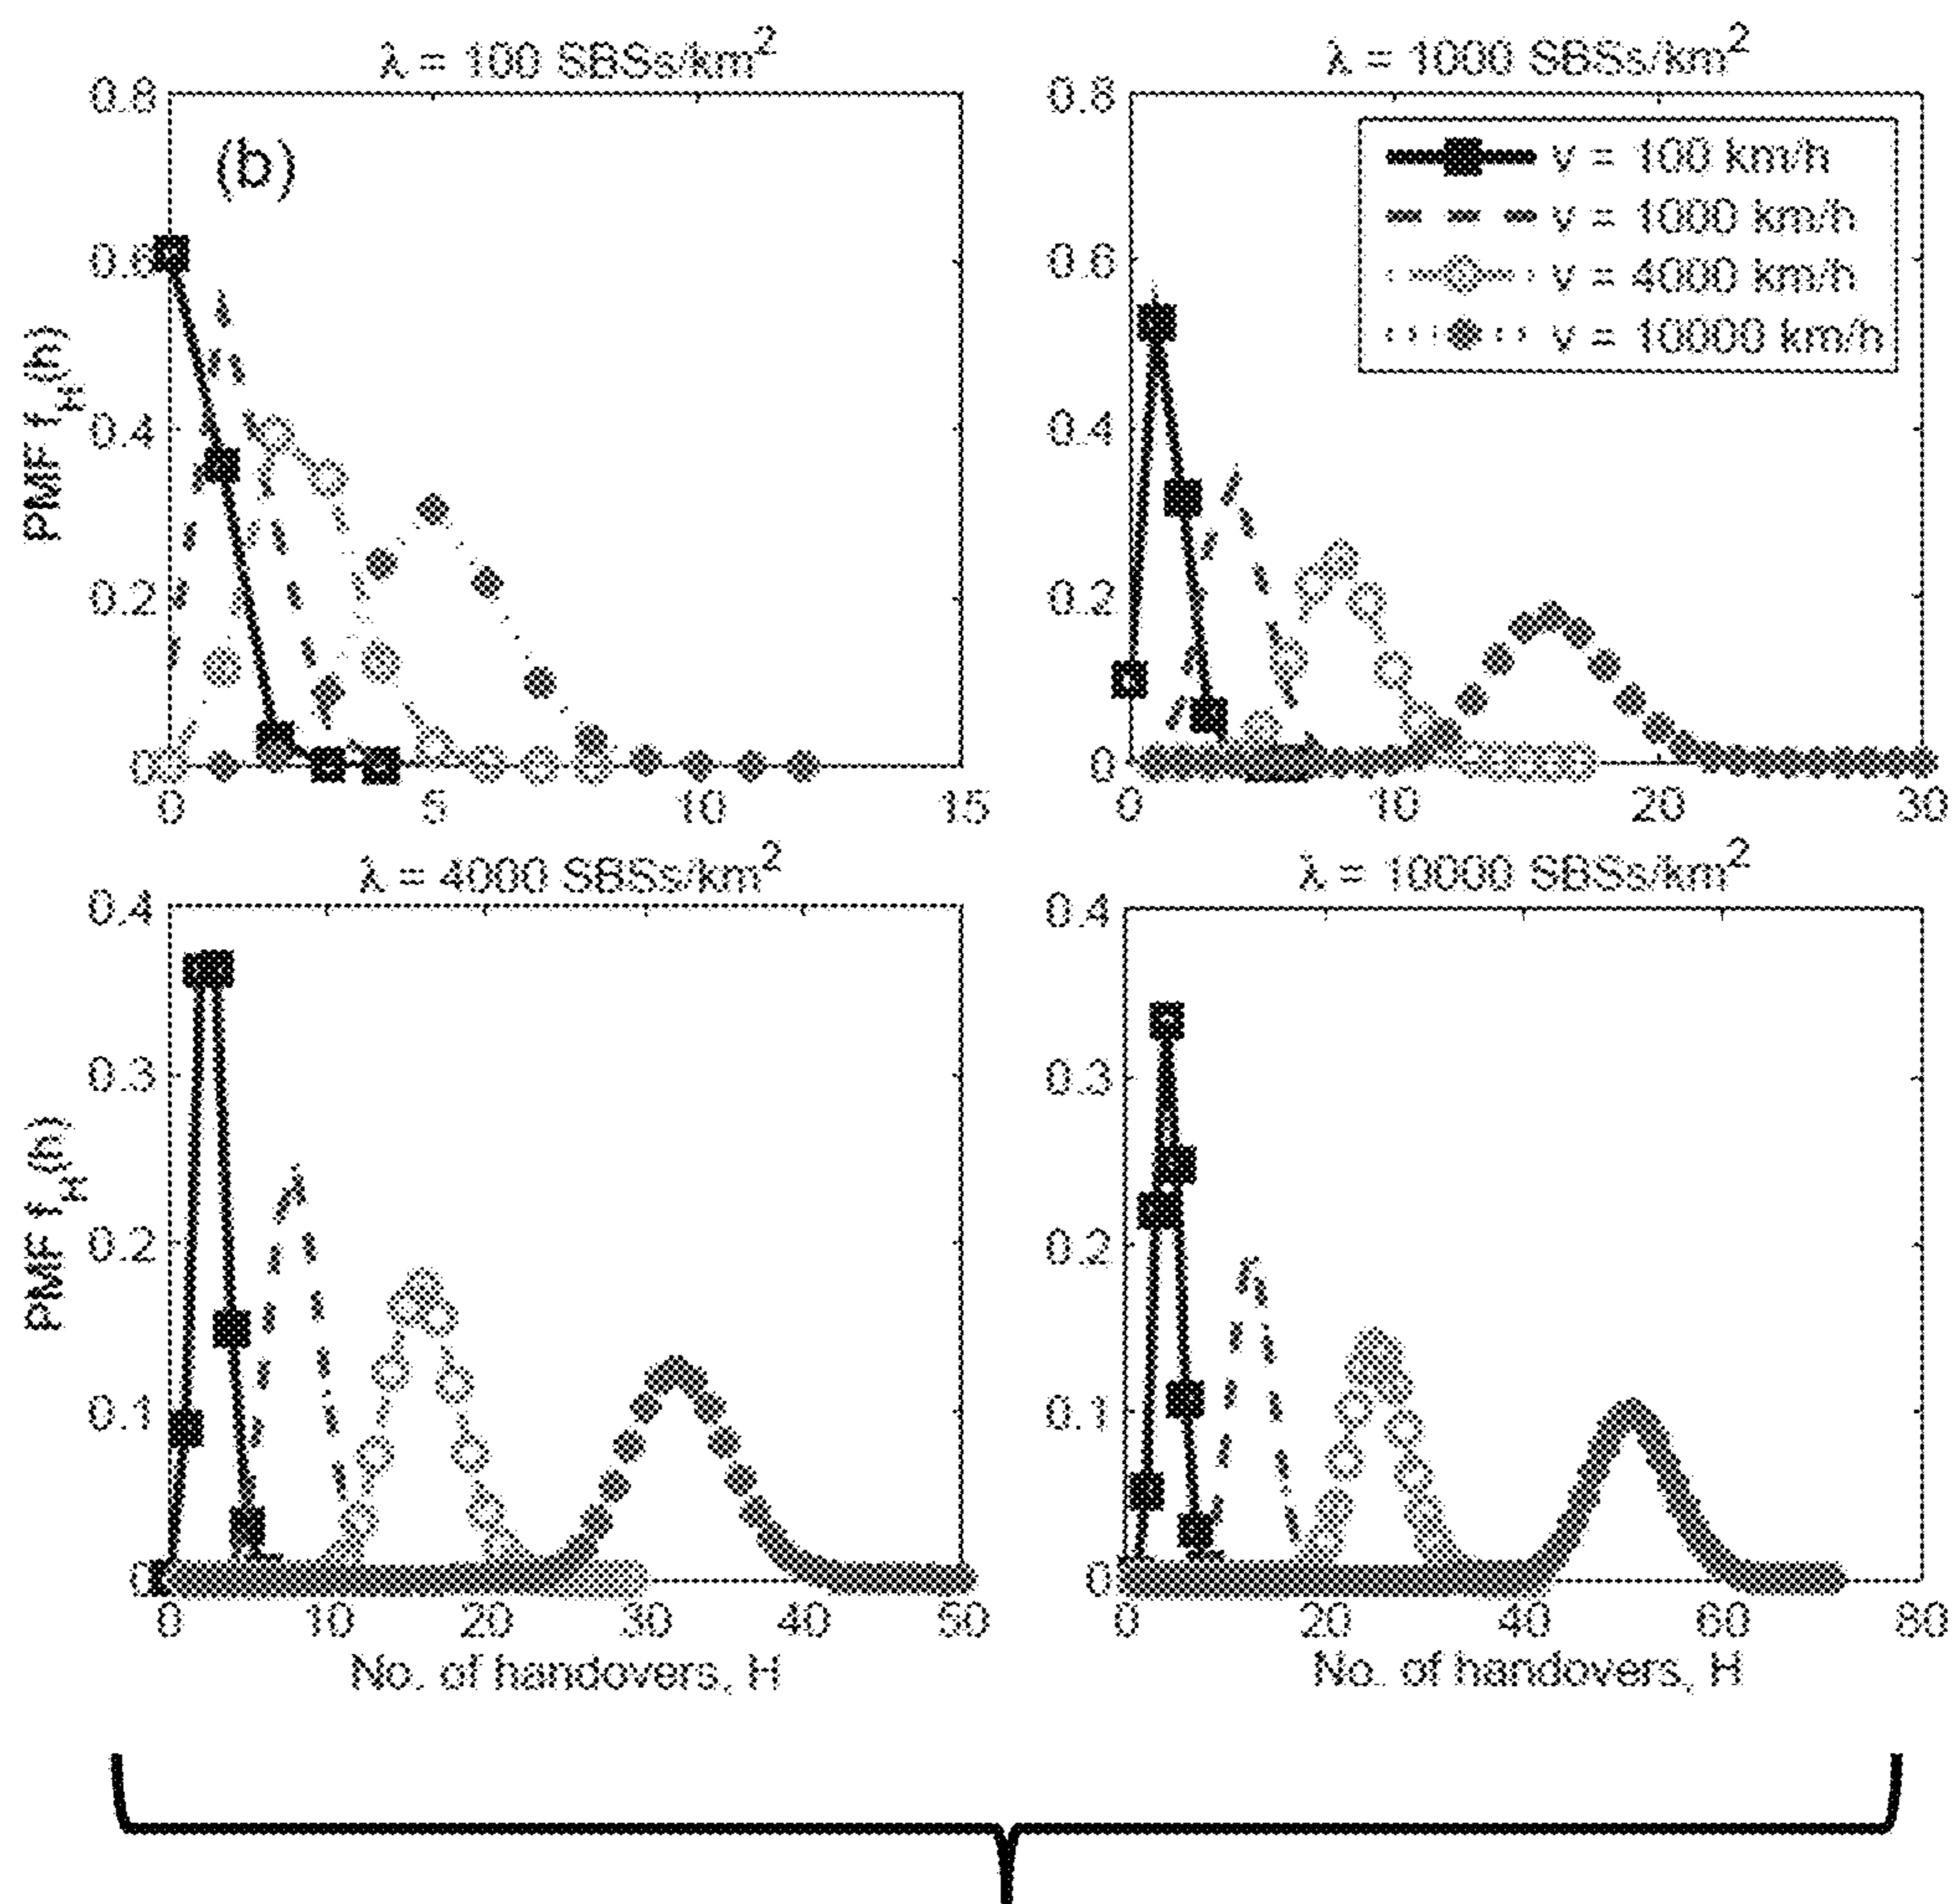 λ = 100 SBSs/km²
λ = 1000 SBSs/km²
(b)
PMF f_H(h)
0.8
0.6
0.4
0.2
0
0 5 10 15
0.8
0.6
0.4
0.2
0
0 10 20 30
v = 100 km/h
v = 1000 km/h
v = 4000 km/h
v = 10000 km/h
λ = 4000 SBSs/km²
λ = 10000 SBSs/km²
PMF f_H(h)
0.4
0.3
0.2
0.1
0
0 10 20 30 40 50
No. of handovers, H
0.4
0.3
0.2
0.1
0
0 20 40 60 80
No. of handovers, H